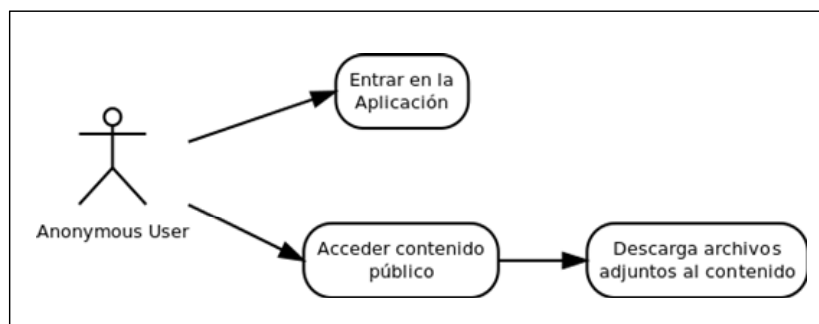 Entrar en la
Aplicación
Anonymous User
Acceder contenido
público
Descarga archivos
adjuntos al contenido